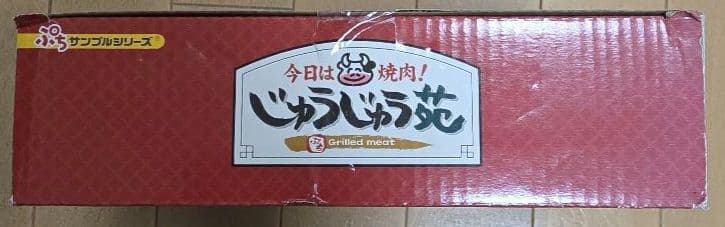 ぷち サンプルシリーズ®
今日は焼肉!
じゅうじゅう苑
Grilled meat